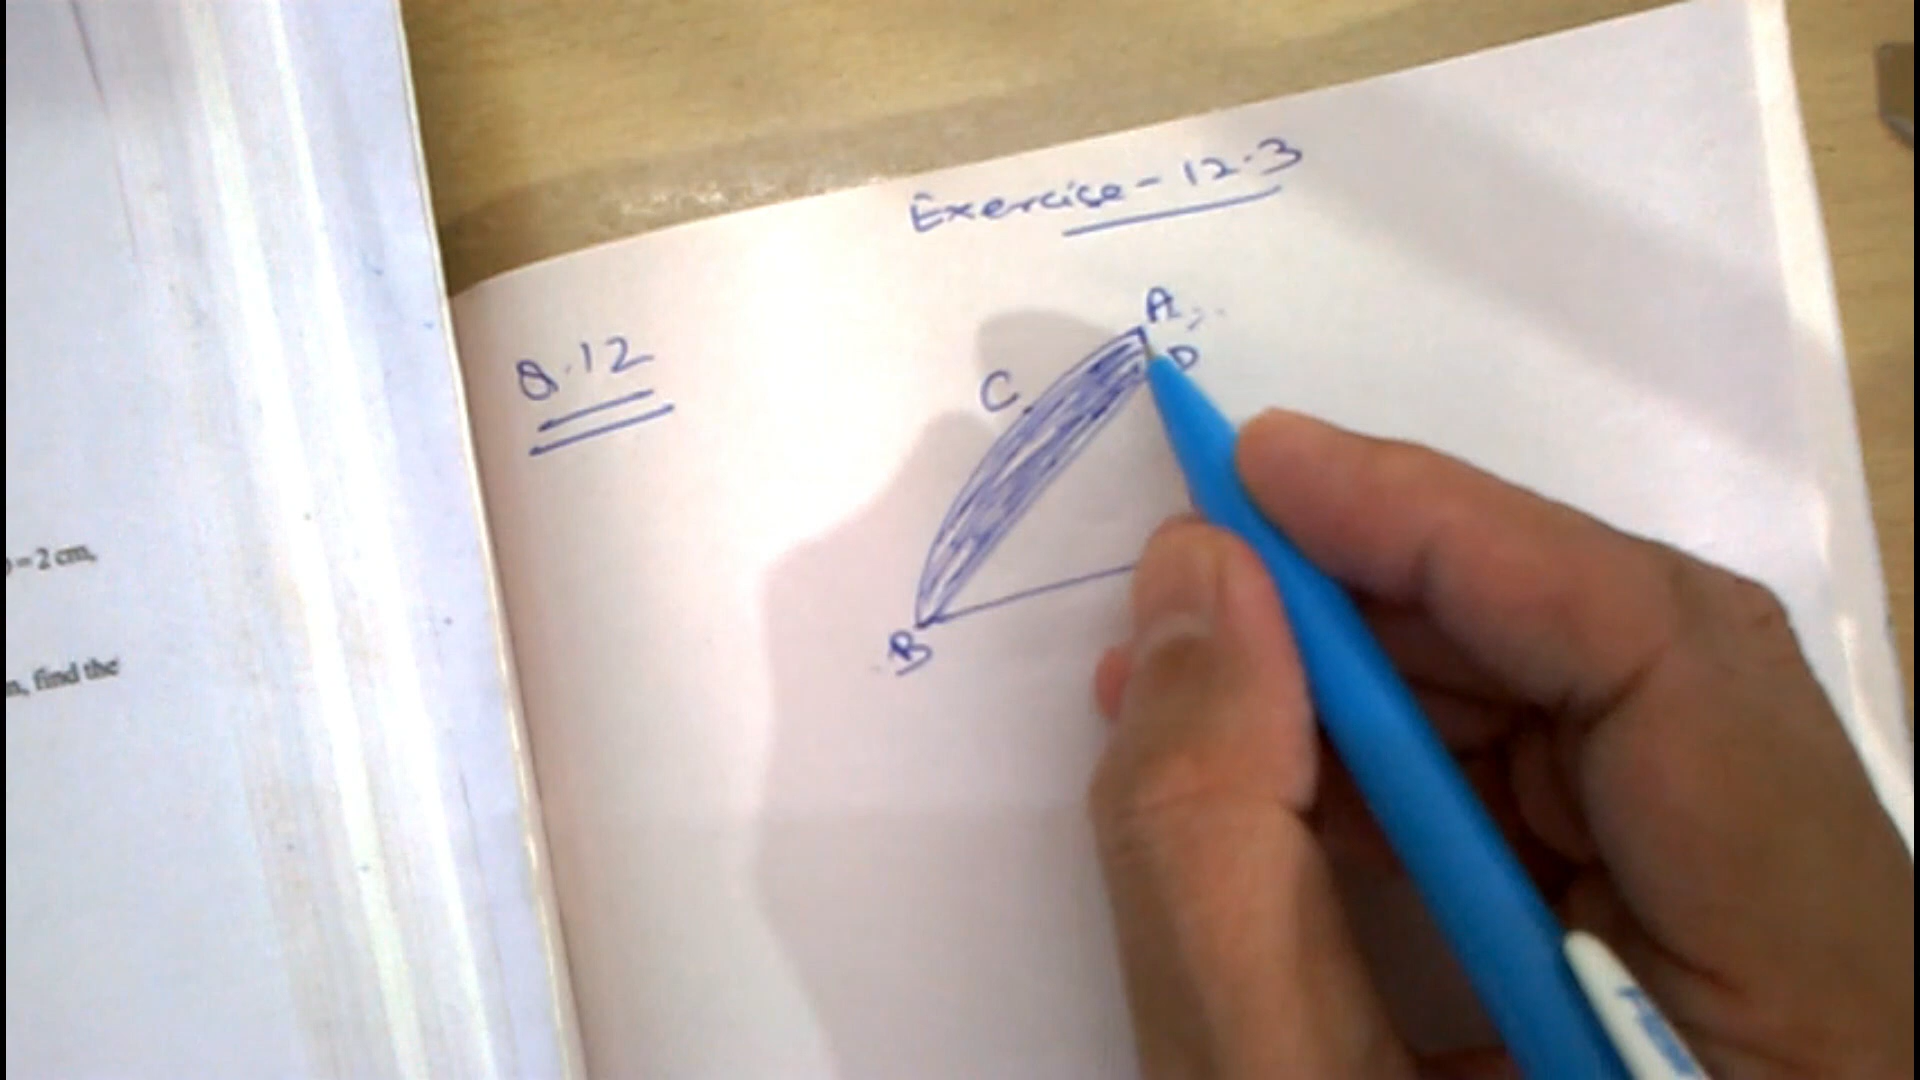 Exercise - 12.3
Q.12
A
D
C
B
= 2 cm,
find the